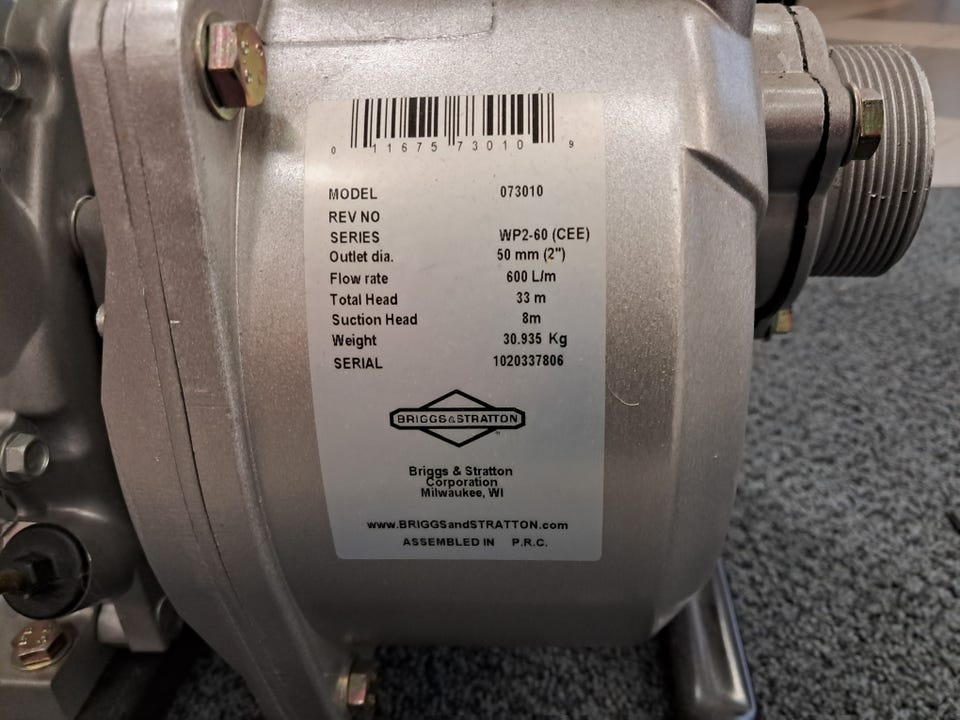 0 11675 73010 9
MODEL 073010
REV NO
SERIES WP2-60 (CEE)
Outlet dia. 50 mm (2")
Flow rate 600 L/m
Total Head 33 m
Suction Head 8m
Weight 30.935 Kg
SERIAL 1020337806
BRIGGS&STRATTON
Briggs & Stratton
Corporation
Milwaukee, WI
www.BRIGGSandSTRATTON.com
ASSEMBLED IN P.R.C.